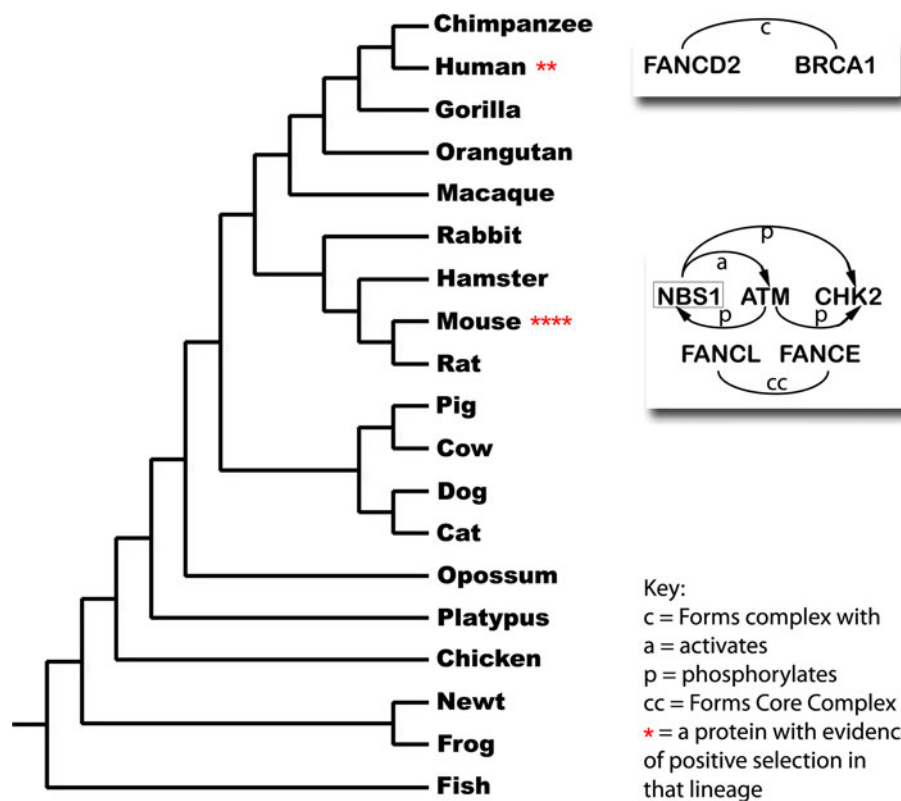 Chimpanzee
Human **
Gorilla
Orangutan
Macaque
Rabbit
Hamster
Mouse ****
Rat
Pig
Cow
Dog
Cat
Opossum
Platypus
Chicken
Newt
Frog
Fish
c
FANCD2 BRCA1
p
a
NBS1 ATM CHK2
p p
FANCL FANCE
cc
Key:
c = Forms complex with
a = activates
p = phosphorylates
cc = Forms Core Complex
* = a protein with evidenc
of positive selection in
that lineage